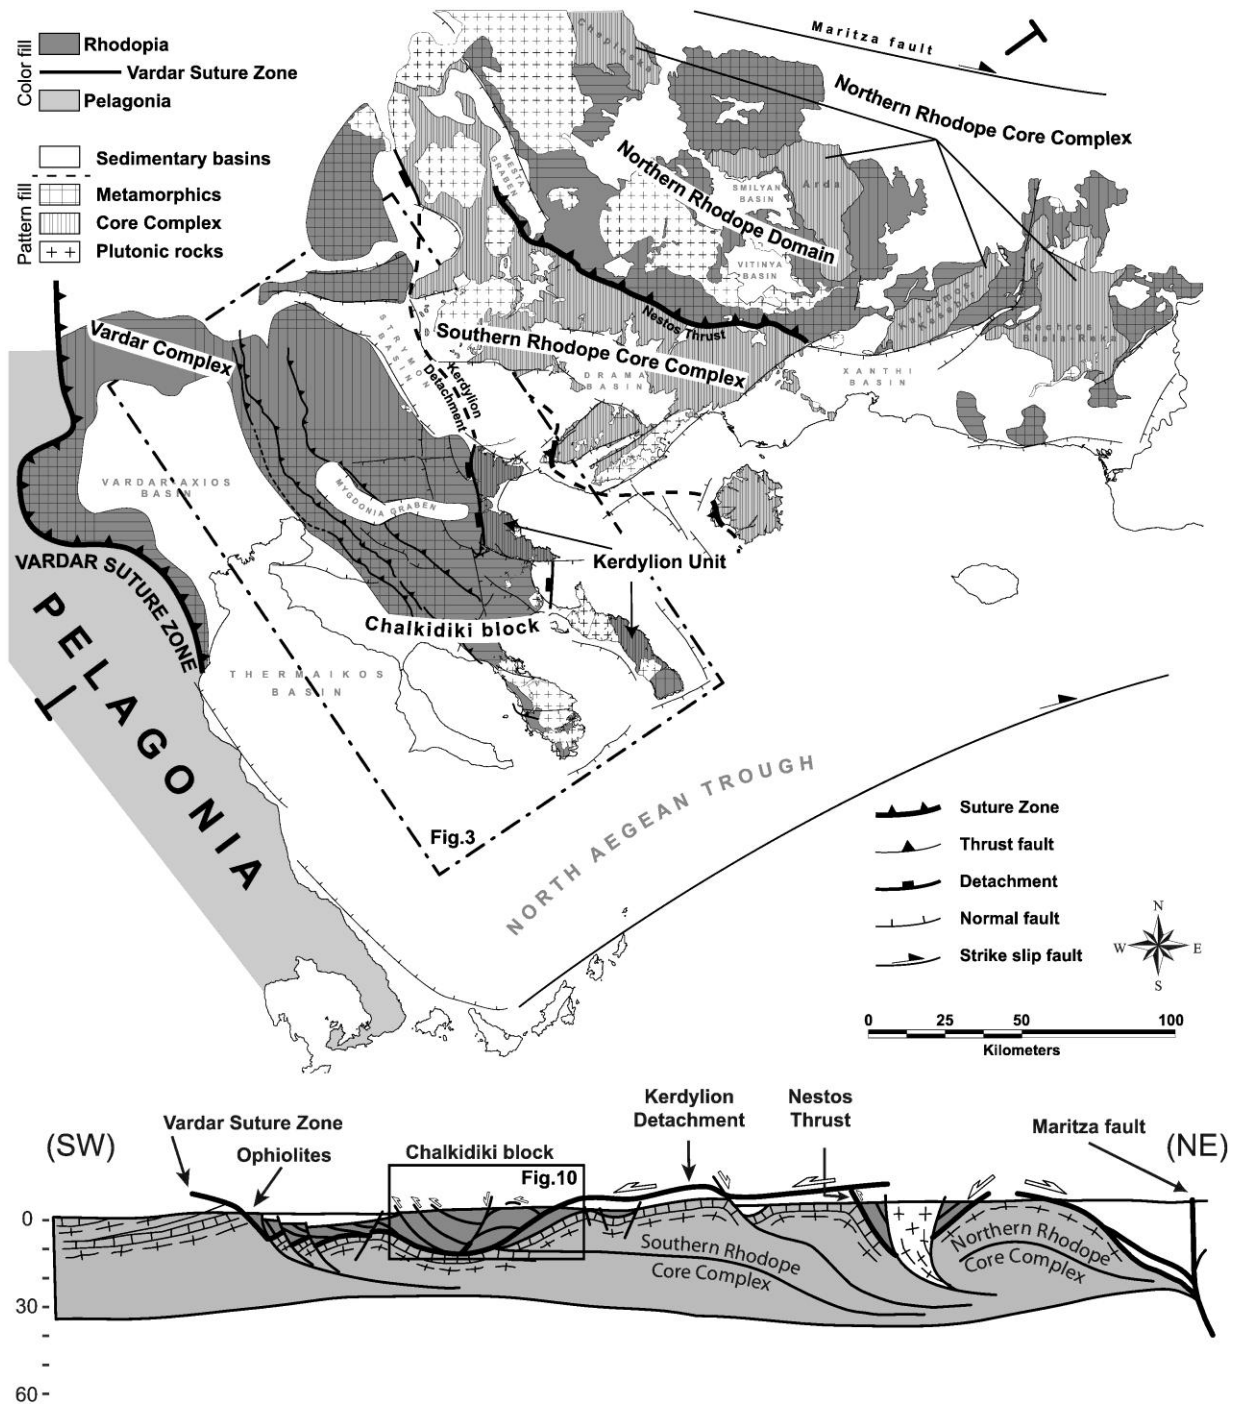 Color fill
Rhodopia
Vardar Suture Zone
Pelagonia
Pattern fill
Sedimentary basins
Metamorphics
Core Complex
Plutonic rocks
Chepinska
Maritza fault
Northern Rhodope Core Complex
MESTA
GRABEN
Northern Rhodope Domain
SMILYAN
BASIN
Arda
VITINYA
BASIN
Nestos Thrust
Kardamos
Kechros -
Biala-Reka
Vardar Complex
STRYMON
BASIN
Southern Rhodope Core Complex
DRAMA
BASIN
XANTHI
BASIN
Kerdylion
Detachment
VARDAR/AXIOS
BASIN
MYGDONIA GRABEN
VARDAR SUTURE ZONE
Kerdylion Unit
Chalkidiki block
PELAGONIA
THERMAIKOS
BASIN
Fig.3
NORTH AEGEAN TROUGH
Suture Zone
Thrust fault
Detachment
Normal fault
Strike slip fault
N
W E
S
0 25 50 100
Kilometers
(SW)
Vardar Suture Zone
Ophiolites
Chalkidiki block
Fig.10
Kerdylion
Detachment
Nestos
Thrust
Maritza fault
(NE)
0
30
60
Southern Rhodope
Core Complex
Northern Rhodope
Core Complex